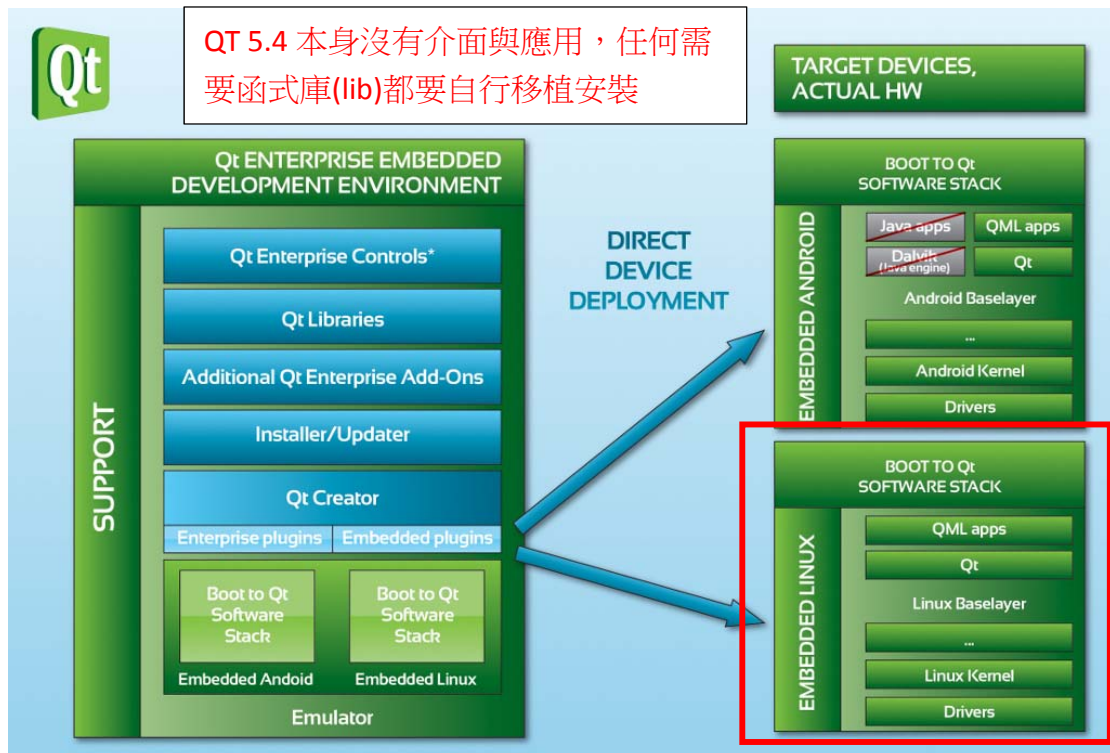 Qt
QT 5.4 本身沒有介面與應用，任何需
要函式庫(lib)都要自行移植安裝
TARGET DEVICES,
ACTUAL HW
Qt ENTERPRISE EMBEDDED
DEVELOPMENT ENVIRONMENT
SUPPORT
Qt Enterprise Controls*
Qt Libraries
Additional Qt Enterprise Add-Ons
Installer/Updater
Qt Creator
Enterprise plugins
Embedded plugins
Boot to Qt
Software
Stack
Embedded Andoid
Boot to Qt
Software
Stack
Embedded Linux
Emulator
DIRECT
DEVICE
DEPLOYMENT
BOOT TO Qt
SOFTWARE STACK
EMBEDDED ANDROID
Java apps
QML apps
Dalvik
(Java engine)
Qt
Android Baselayer
...
Android Kernel
Drivers
BOOT TO Qt
SOFTWARE STACK
EMBEDDED LINUX
QML apps
Qt
Linux Baselayer
...
Linux Kernel
Drivers